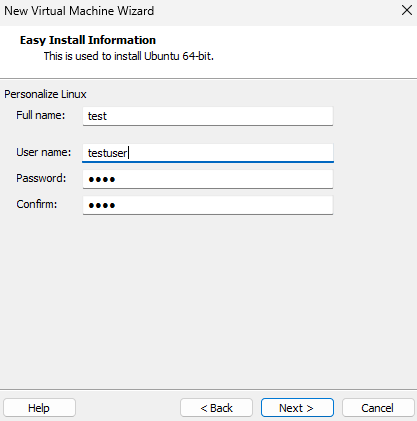 New Virtual Machine Wizard
Easy Install Information
This is used to install Ubuntu 64-bit.
Personalize Linux
Full name: test
User name: testuser
Password: ●●●●
Confirm: ●●●●
Help < Back Next > Cancel